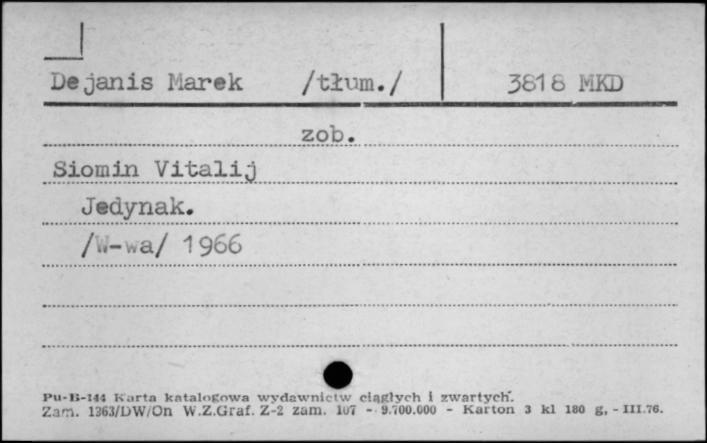 Dejanis Marek /tłum./ 3818 MKD
zob.
Siomin Vitalij
Jedynak.
/W-wa/ 1966
Pu-B-144 Karta katalogowa wydawnictw ciągłych i zwartych.
Zam. 1363/DW/On W.Z.Graf. Z-2 zam. 107 - 9.700.000 - Karton 3 kl 180 g, - III.76.